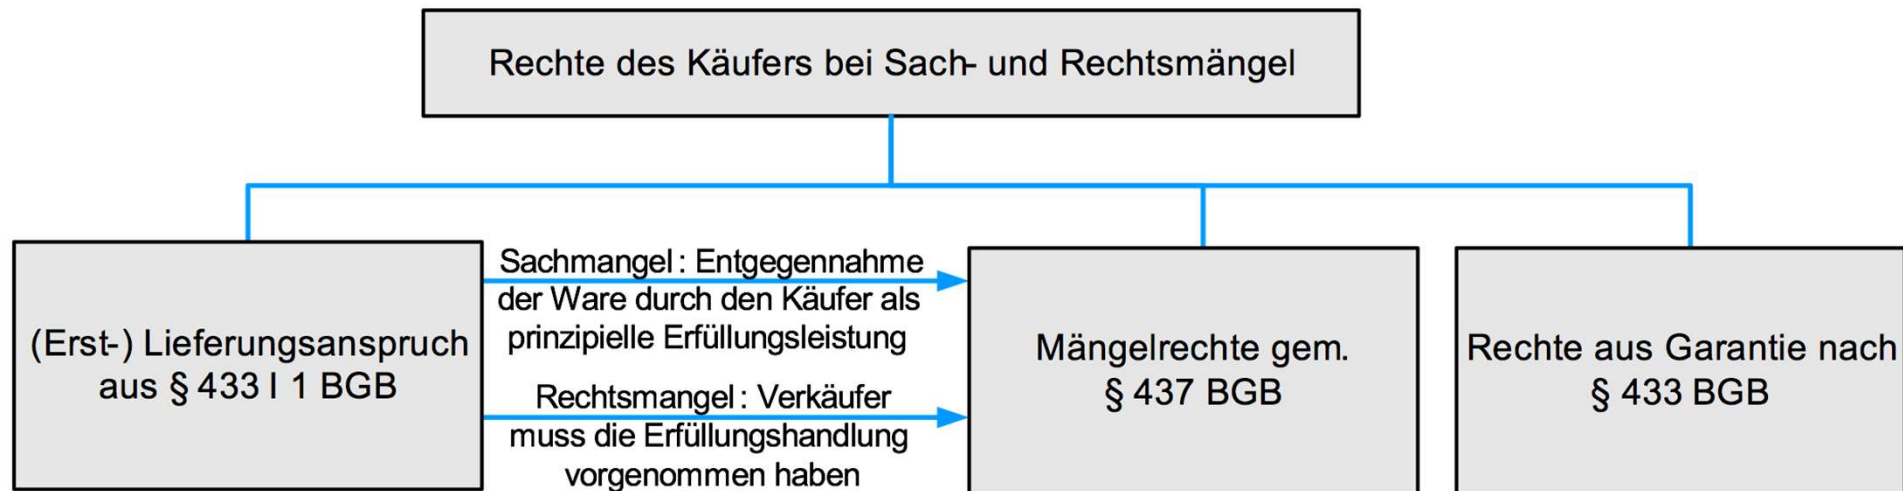 Rechte des Käufers bei Sach- und Rechtsmängel
(Erst-) Lieferungsanspruch
aus § 433 I 1 BGB
Sachmangel : Entgegennahme
der Ware durch den Käufer als
prinzipielle Erfüllungsleistung
Rechtsmangel : Verkäufer
muss die Erfüllungshandlung
vorgenommen haben
Mängelrechte gem.
§ 437 BGB
Rechte aus Garantie nach
§ 433 BGB